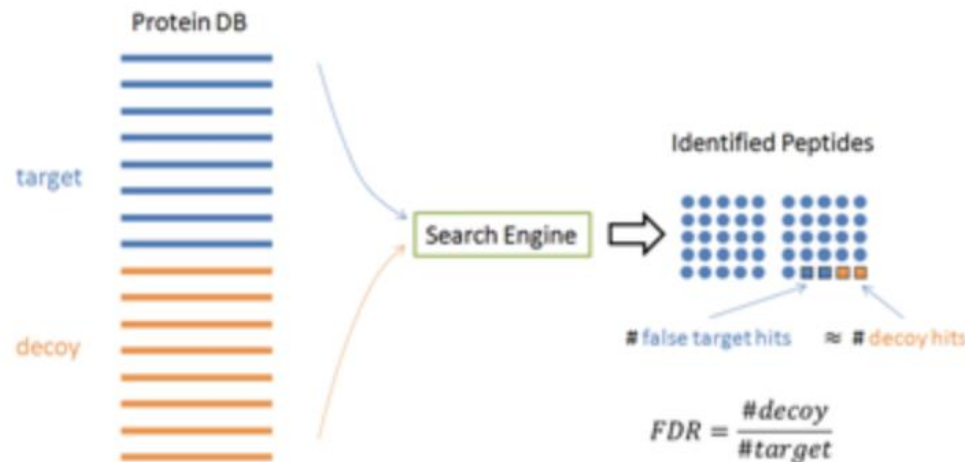 Protein DB
target
decoy
Search Engine
Identified Peptides
# false target hits ≈ # decoy hits
FDR = #decoy / #target